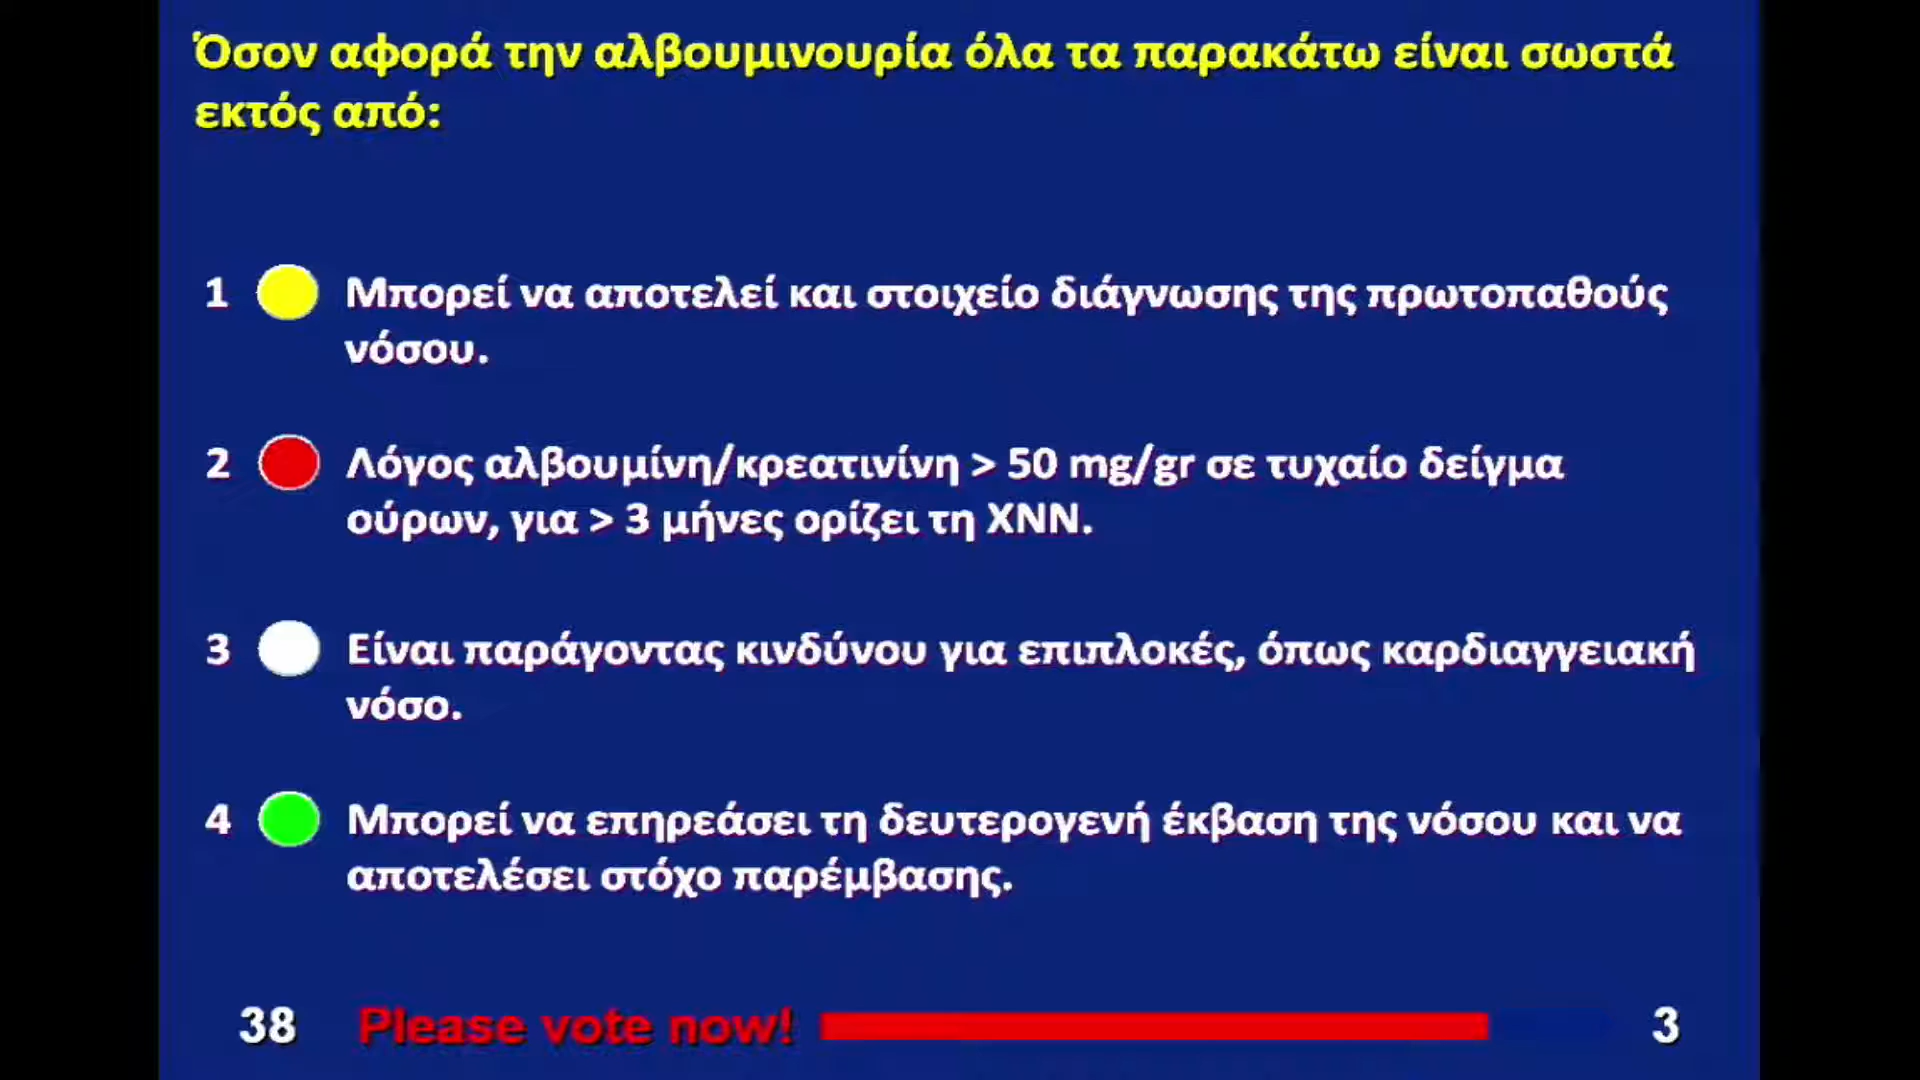 Όσον αφορά την αλβουμινουρία όλα τα παρακάτω είναι σωστά
εκτός από:
1 Μπορεί να αποτελεί και στοιχείο διάγνωσης της πρωτοπαθούς
νόσου.
2 Λόγος αλβουμίνη/κρεατινίνη > 50 mg/gr σε τυχαίο δείγμα
ούρων, για > 3 μήνες ορίζει τη ΧΝΝ.
3 Είναι παράγοντας κινδύνου για επιπλοκές, όπως καρδιαγγειακή
νόσο.
4 Μπορεί να επηρεάσει τη δευτερογενή έκβαση της νόσου και να
αποτελέσει στόχο παρέμβασης.
38 Please vote now! 3